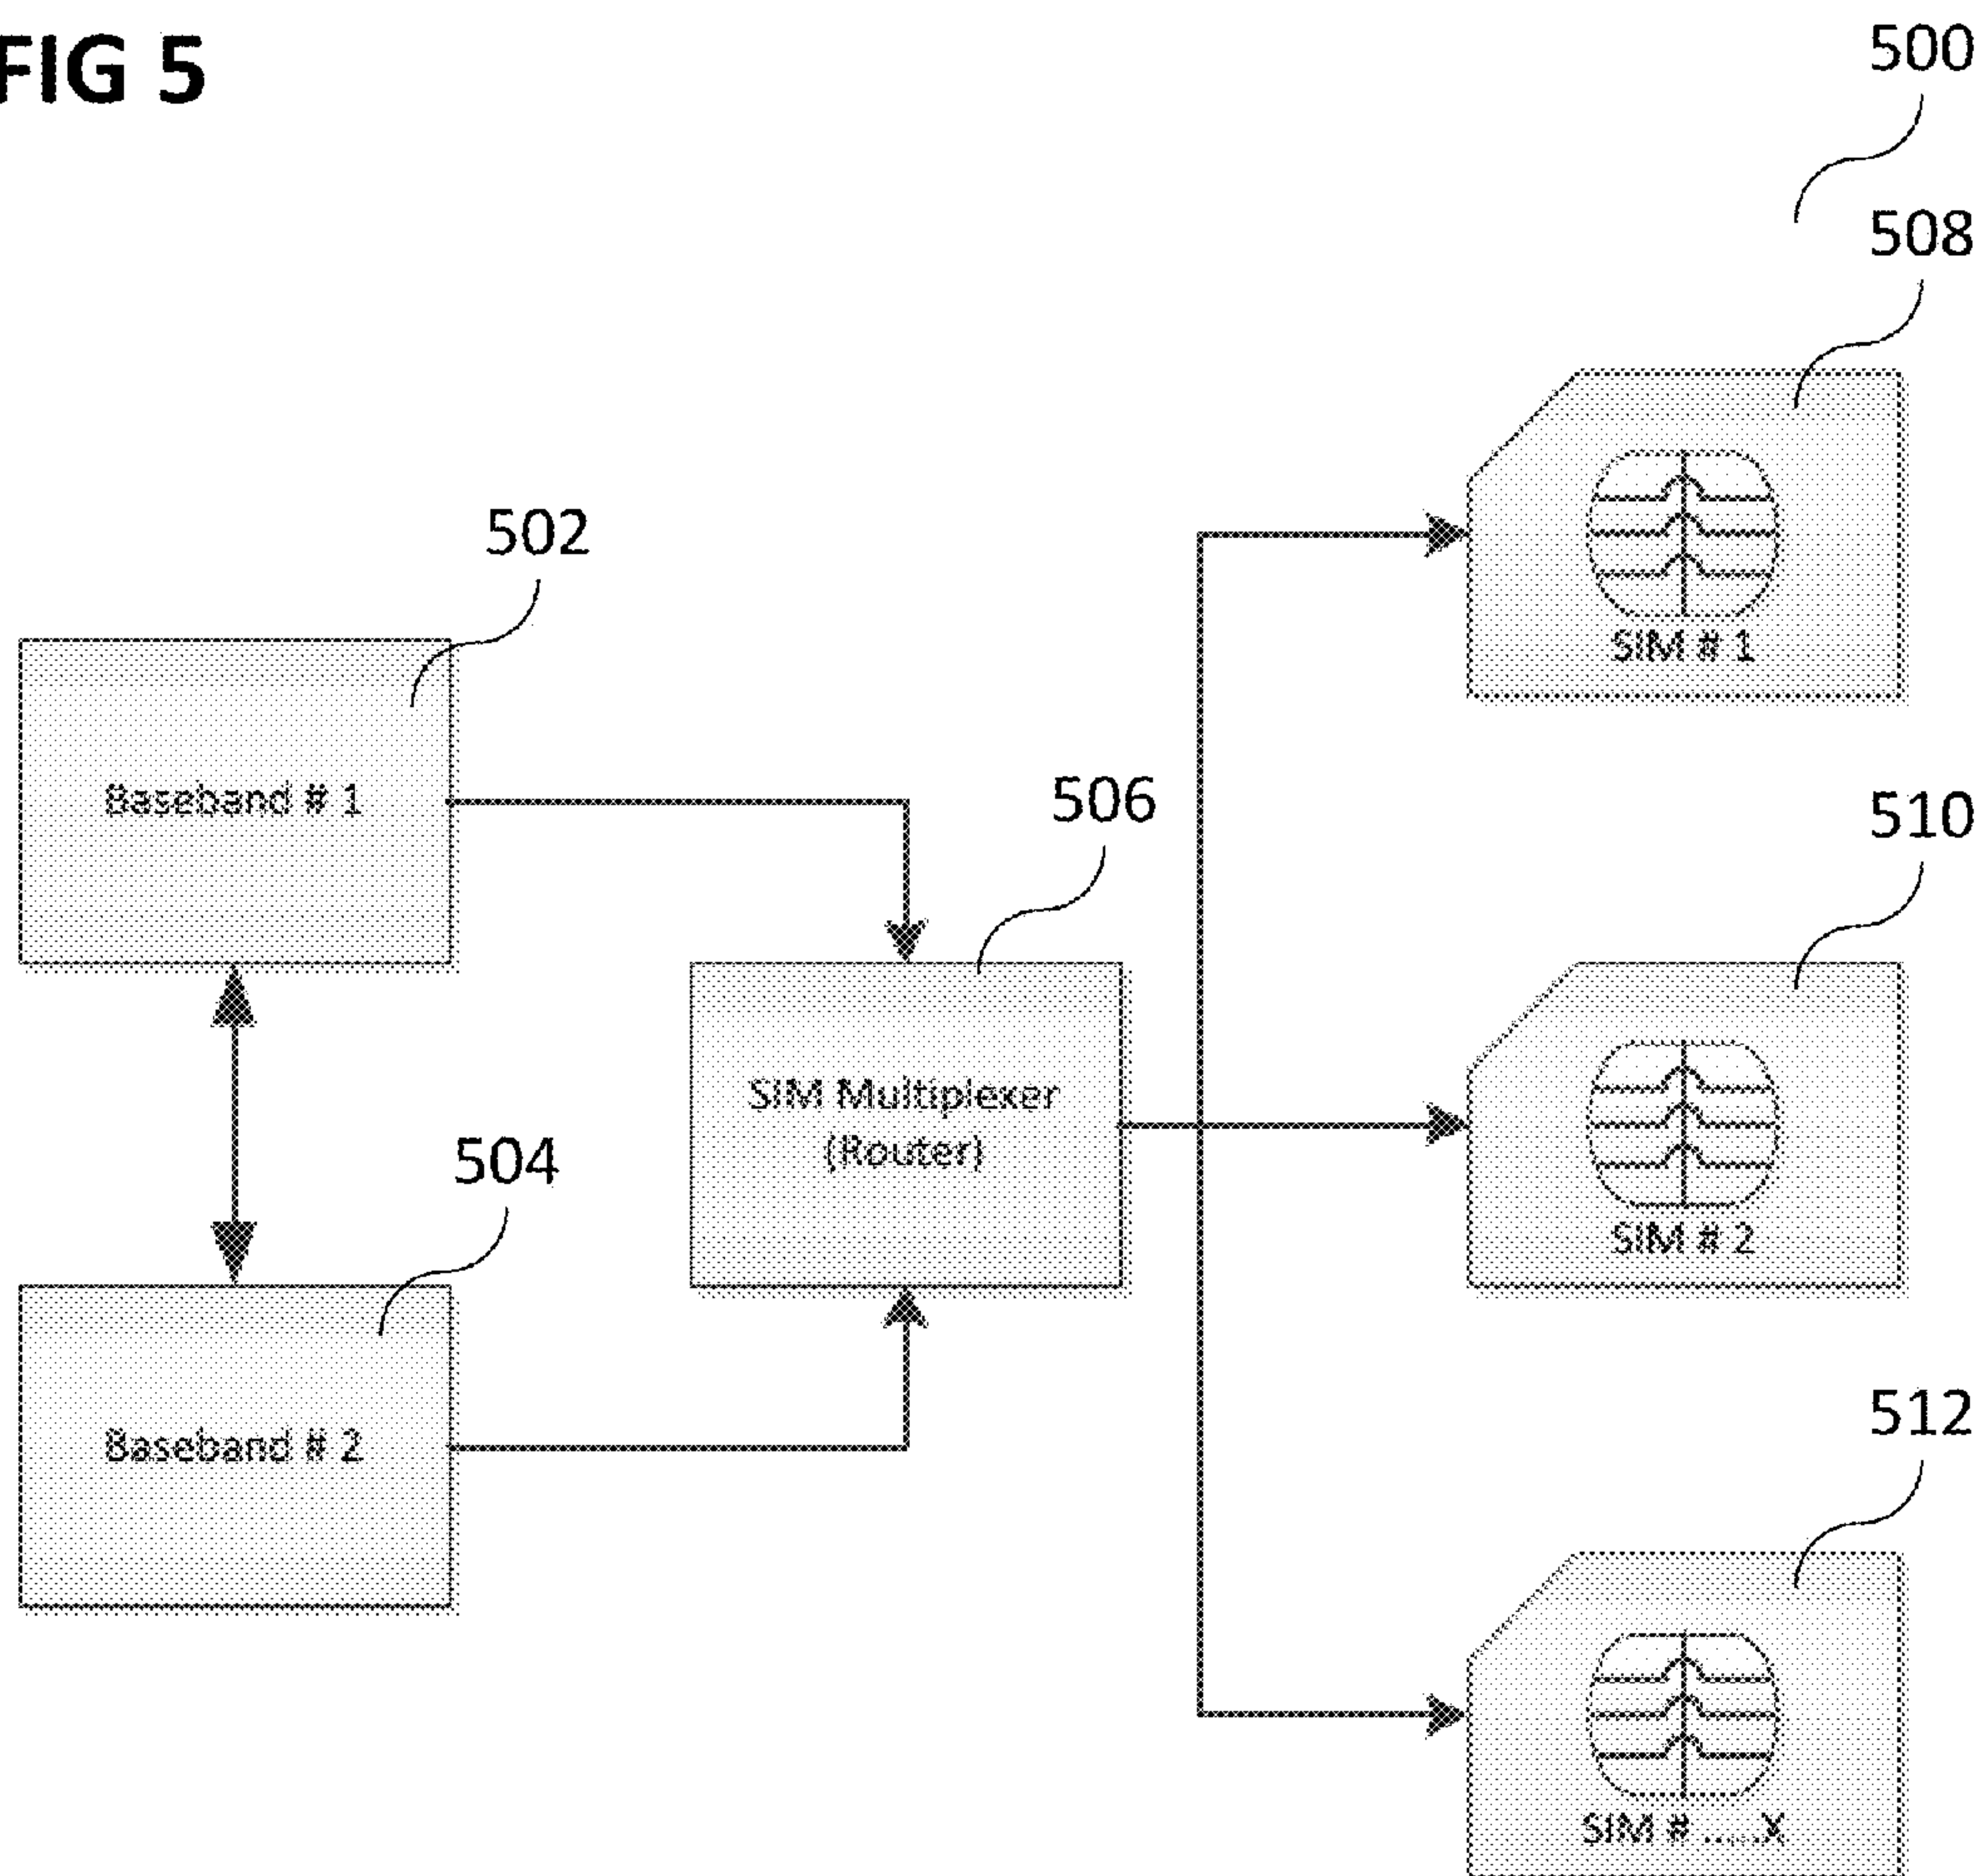 FIG 5
500
508
SIM # 1
502
Baseband # 1
506
510
SIM Multiplexer
(Router)
504
SIM # 2
Baseband # 2
512
SIM # ......X